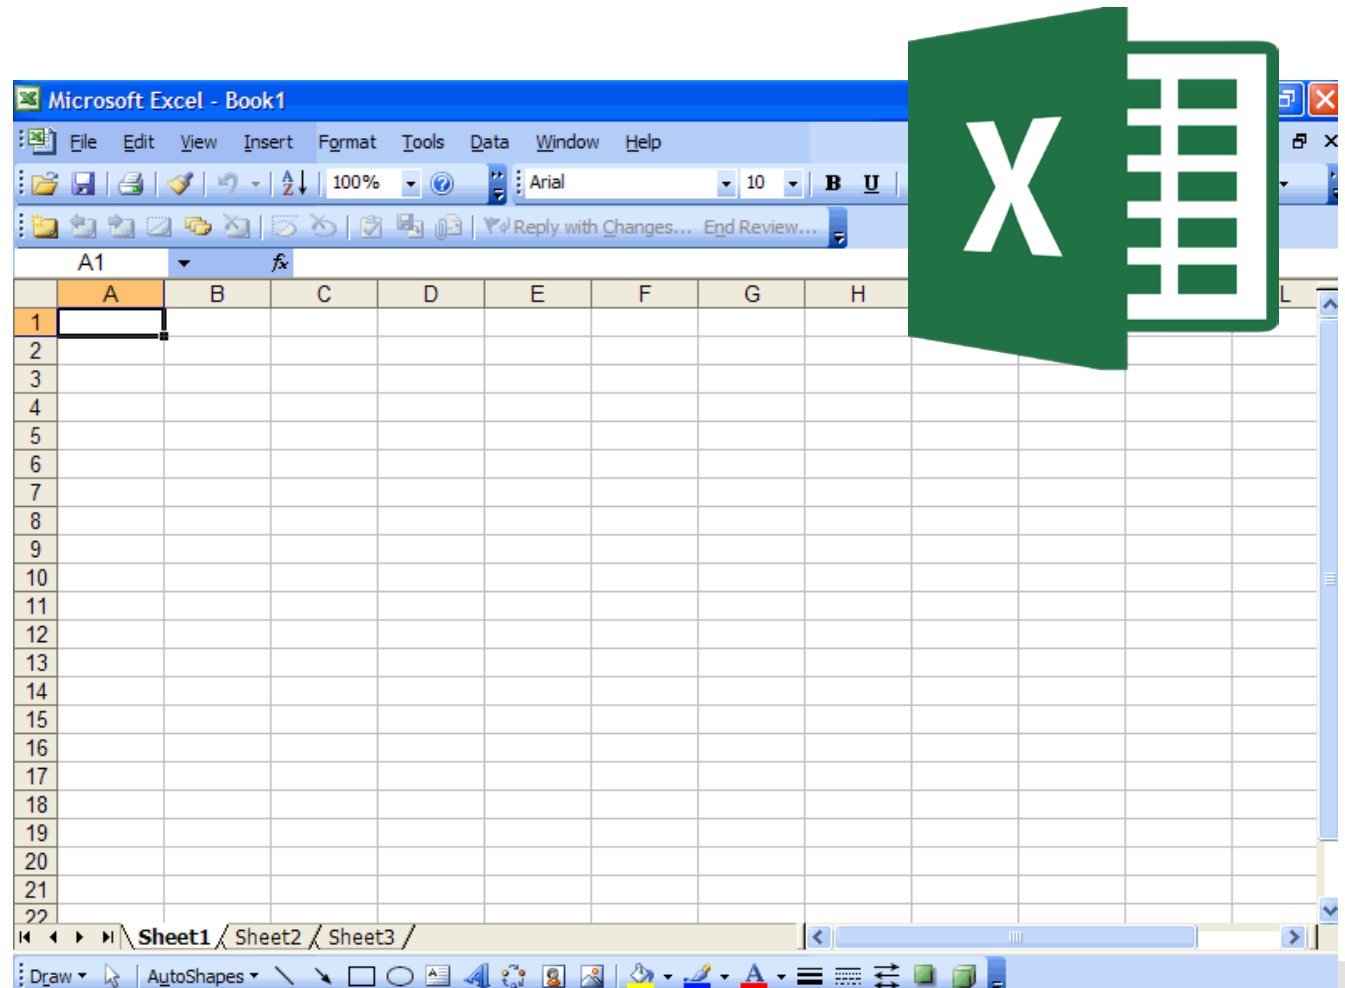 Microsoft Excel - Book1
File Edit View Insert Format Tools Data Window Help
100% Arial 10 B U
Reply with Changes... End Review...
A1 fx
A B C D E F G H L
1
2
3
4
5
6
7
8
9
10
11
12
13
14
15
16
17
18
19
20
21
22
Sheet1 Sheet2 Sheet3
Draw AutoShapes A A
X